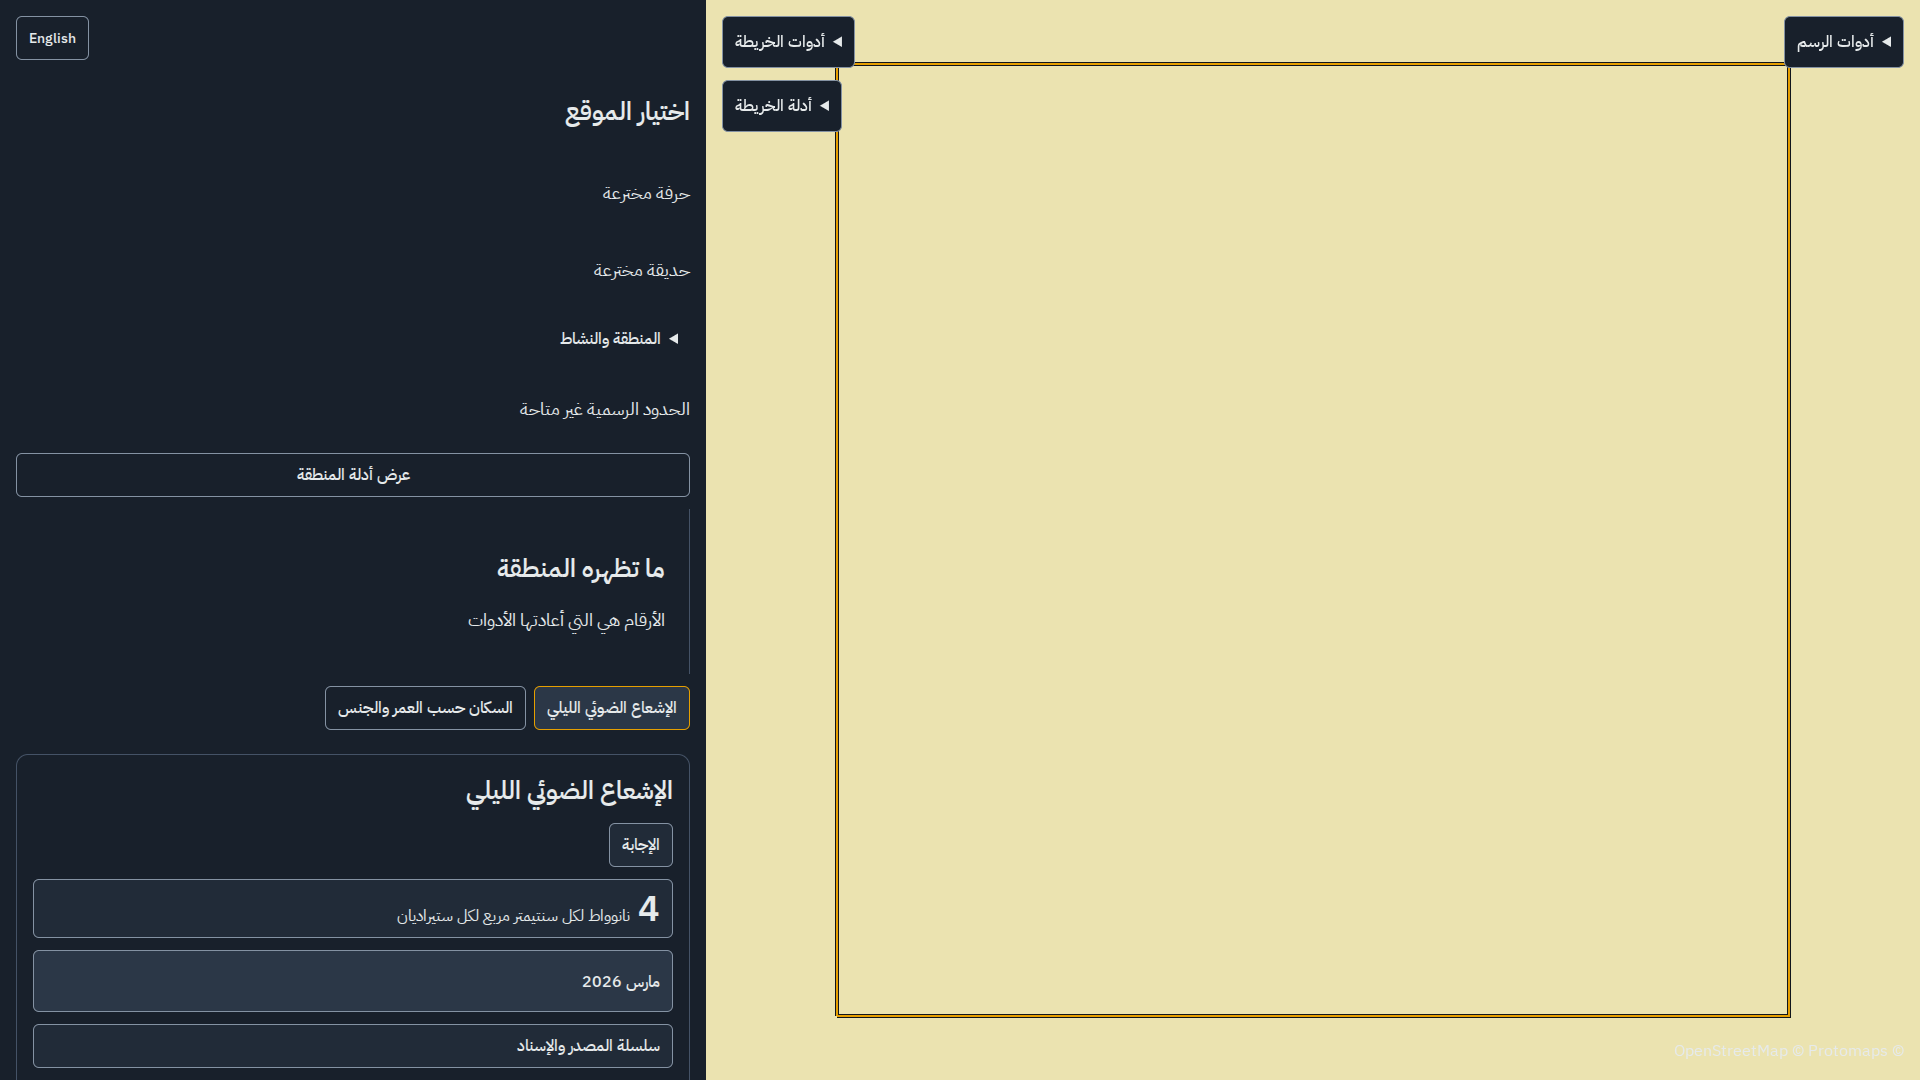 English
اختيار الموقع
حرفة مخترعة
حديقة مخترعة
المنطقة والنشاط
الحدود الرسمية غير متاحة
عرض أدلة المنطقة
ما تظهره المنطقة
الأرقام هي التي أعادتها الأدوات
الإشعاع الضوئي الليلي
السكان حسب العمر والجنس
الإشعاع الضوئي الليلي
الإجابة
4 نانوواط لكل سنتيمتر مربع لكل ستيراديان
مارس 2026
سلسلة المصدر والإسناد
أدوات الرسم
أدوات الخريطة
أدلة الخريطة
OpenStreetMap © Protomaps ©